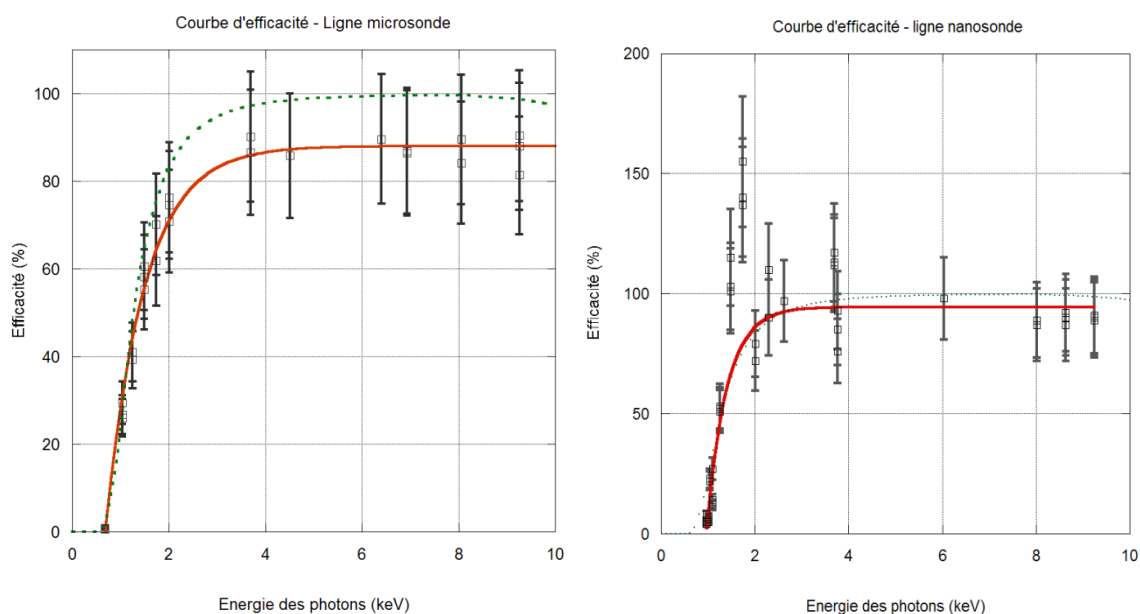 Courbe d'efficacité - Ligne microsonde
100
80
60
40
20
0
0 2 4 6 8 10
Efficacité (%)
Energie des photons (keV)
Courbe d'efficacité - ligne nanosonde
200
150
100
50
0
0 2 4 6 8 10
Efficacité (%)
Energie des photons (keV)